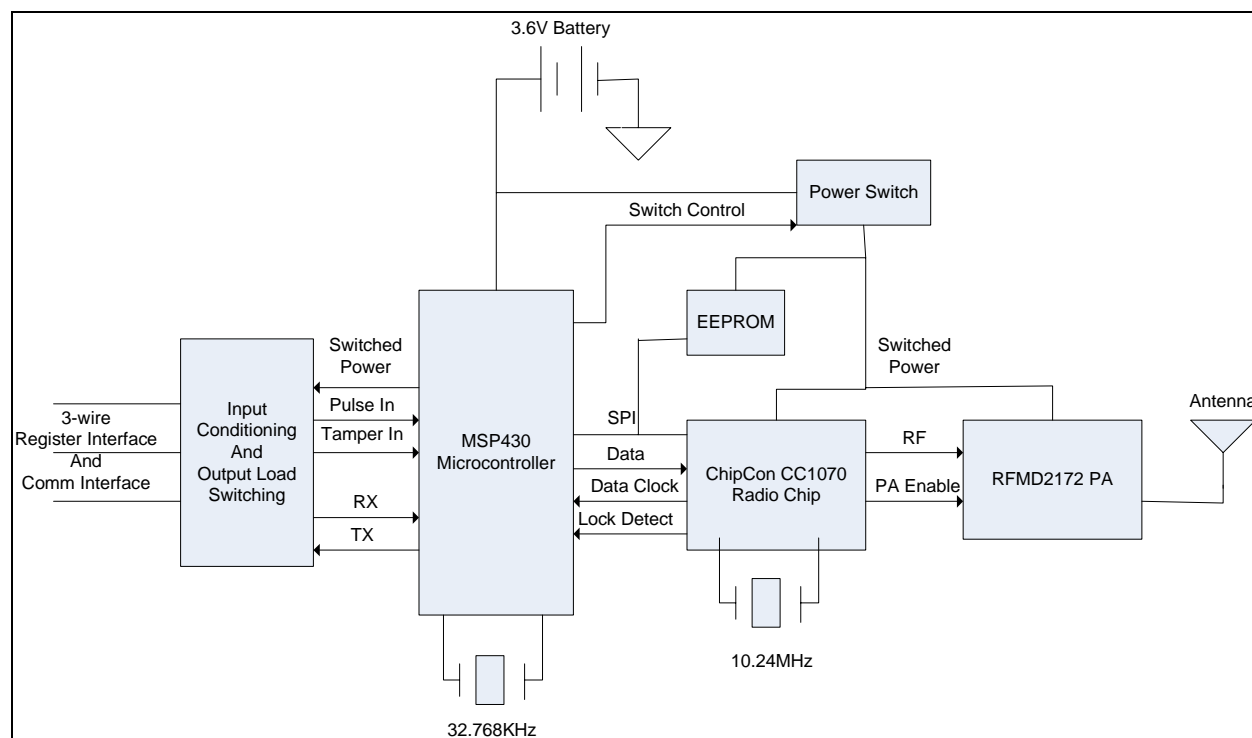 3.6V Battery
Power Switch
Switch Control
EEPROM
Switched
Power
Switched
Power
Antenna
3-wire
Register Interface
And
Comm Interface
Input
Conditioning
And
Output Load
Switching
Pulse In
Tamper In
RX
TX
MSP430
Microcontroller
SPI
Data
Data Clock
Lock Detect
ChipCon CC1070
Radio Chip
RF
PA Enable
RFMD2172 PA
10.24MHz
32.768KHz